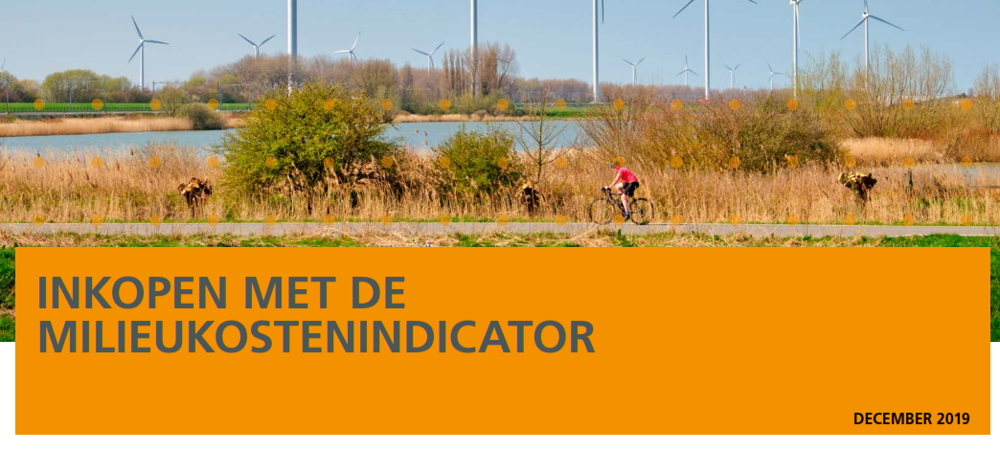 INKOPEN MET DE
MILIEUKOSTENINDICATOR
DECEMBER 2019